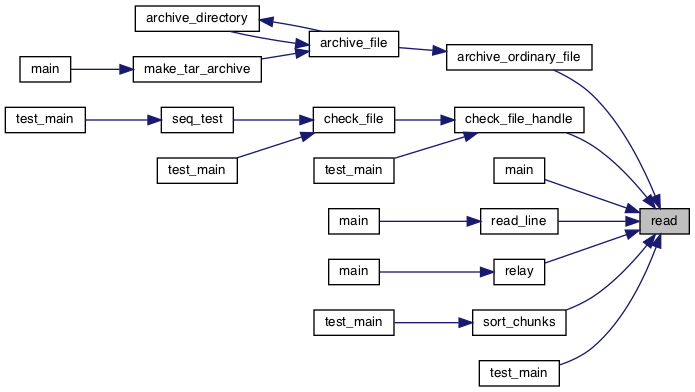 archive_directory
archive_file
archive_ordinary_file
main
make_tar_archive
test_main
seq_test
check_file
check_file_handle
test_main
test_main
main
read
main
read_line
main
relay
test_main
sort_chunks
test_main